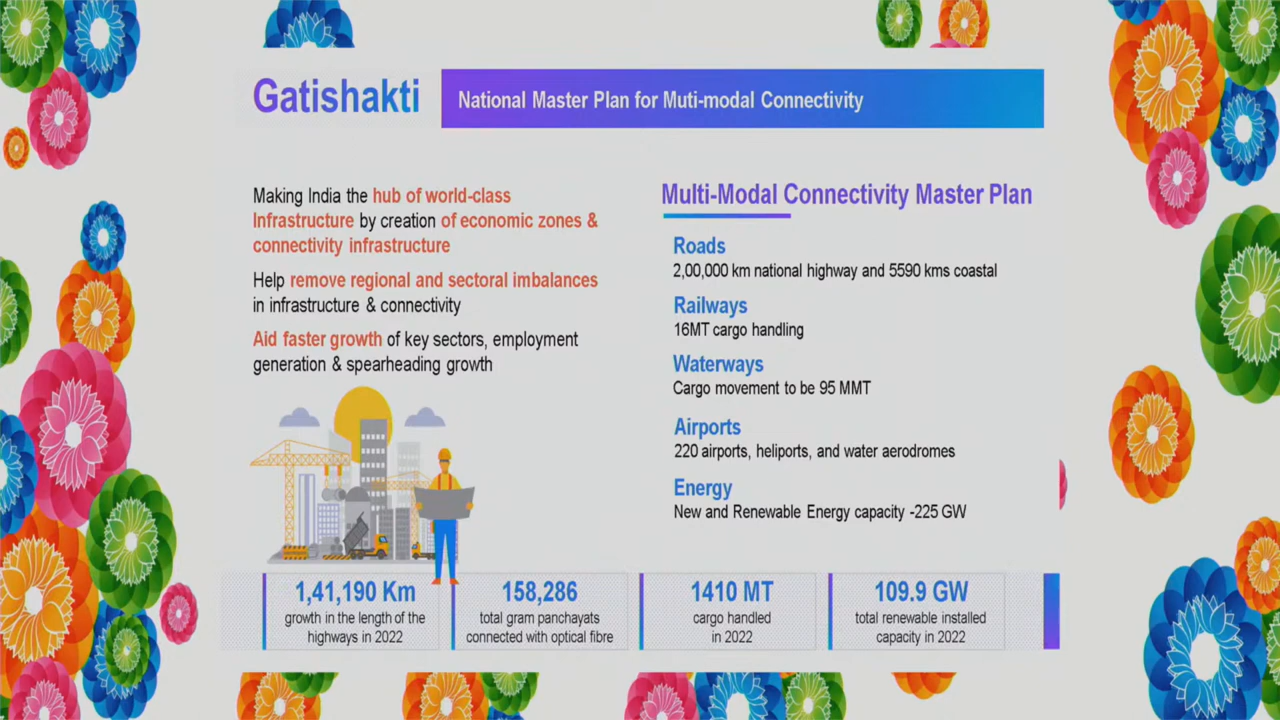 Gatishakti
National Master Plan for Muti-modal Connectivity
Making India the hub of world-class
Infrastructure by creation of economic zones &
connectivity infrastructure
Help remove regional and sectoral imbalances
in infrastructure & connectivity
Aid faster growth of key sectors, employment
generation & spearheading growth
Multi-Modal Connectivity Master Plan
Roads
2,00,000 km national highway and 5590 kms coastal
Railways
16MT cargo handling
Waterways
Cargo movement to be 95 MMT
Airports
220 airports, heliports, and water aerodromes
Energy
New and Renewable Energy capacity -225 GW
1,41,190 Km
growth in the length of the
highways in 2022
158,286
total gram panchayats
connected with optical fibre
1410 MT
cargo handled
in 2022
109.9 GW
total renewable installed
capacity in 2022